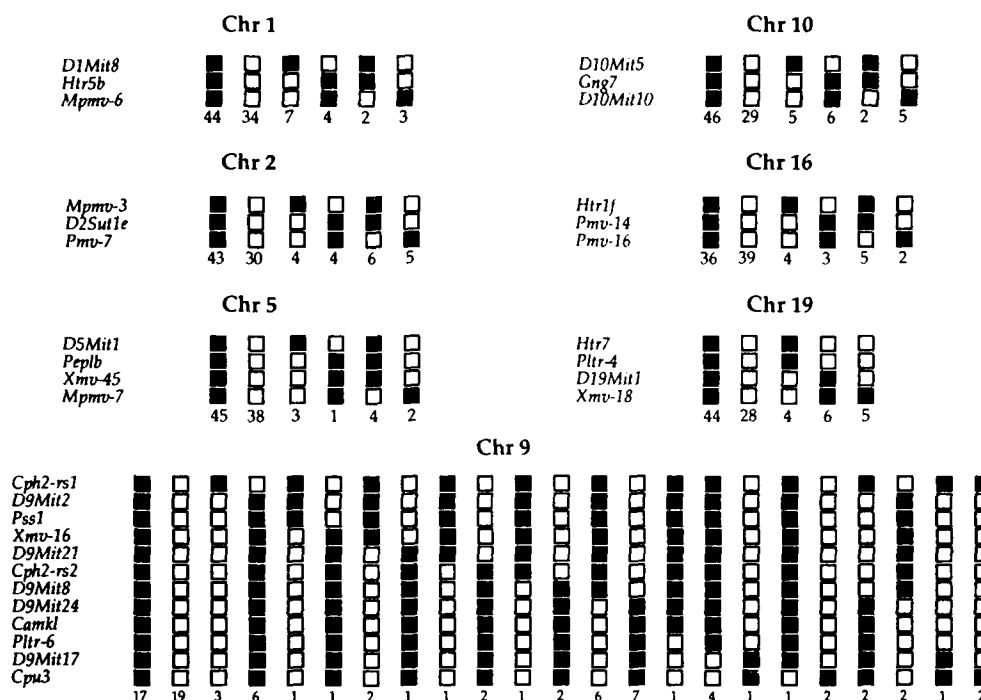 Chr 1
D1Mit8
Htr5b
Mpmv-6
44 34 7 4 2 3
Chr 10
D10Mit5
Gng7
D10Mit10
46 29 5 6 2 5
Chr 2
Mpmv-3
D2Sut1e
Pmv-7
43 30 4 4 6 5
Chr 16
Htr1f
Pmv-14
Pmv-16
36 39 4 3 5 2
Chr 5
D5Mit1
Peplb
Xmv-45
Mpmv-7
45 38 3 1 4 2
Chr 19
Htr7
Pltr-4
D19Mit1
Xmv-18
44 28 4 6 5
Chr 9
Cph2-rs1
D9Mit2
Pss1
Xmv-16
D9Mit21
Cph2-rs2
D9Mit8
D9Mit24
Camkl
Pltr-6
D9Mit17
Cpu3
17 19 3 6 1 1 2 1 1 2 1 2 6 7 1 4 1 1 2 2 2 1